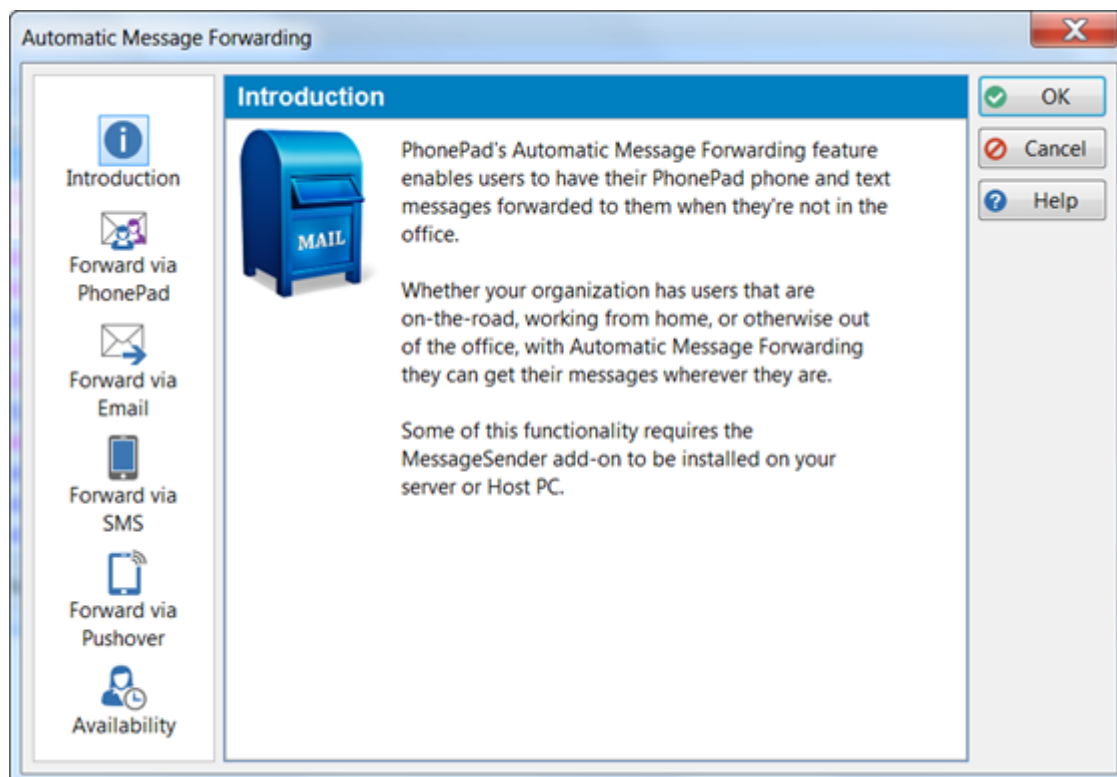 Automatic Message Forwarding
Introduction
Forward via
PhonePad
Forward via
Email
Forward via
SMS
Forward via
Pushover
Availability
Introduction
MAIL
PhonePad's Automatic Message Forwarding feature
enables users to have their PhonePad phone and text
messages forwarded to them when they're not in the
office.
Whether your organization has users that are
on-the-road, working from home, or otherwise out
of the office, with Automatic Message Forwarding
they can get their messages wherever they are.
Some of this functionality requires the
MessageSender add-on to be installed on your
server or Host PC.
OK
Cancel
Help